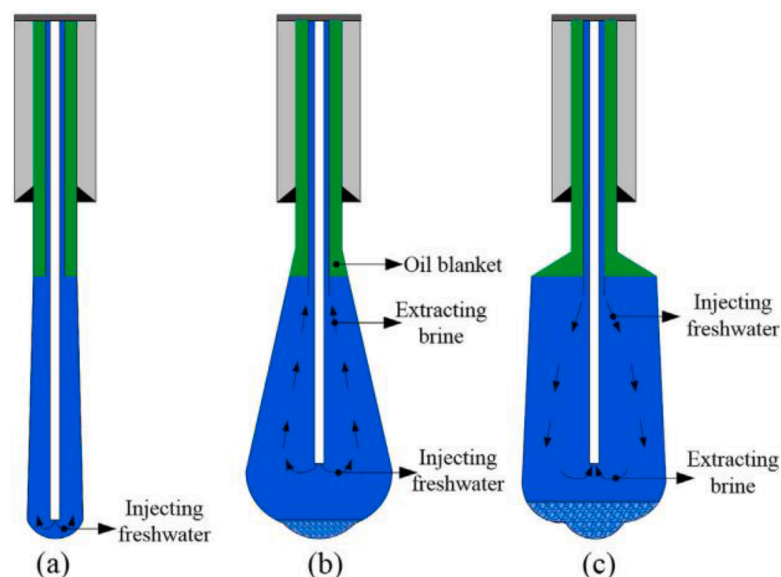 Oil blanket
Extracting
brine
Injecting
freshwater
Injecting
freshwater
Extracting
brine
Injecting
freshwater
(a)
(b)
(c)